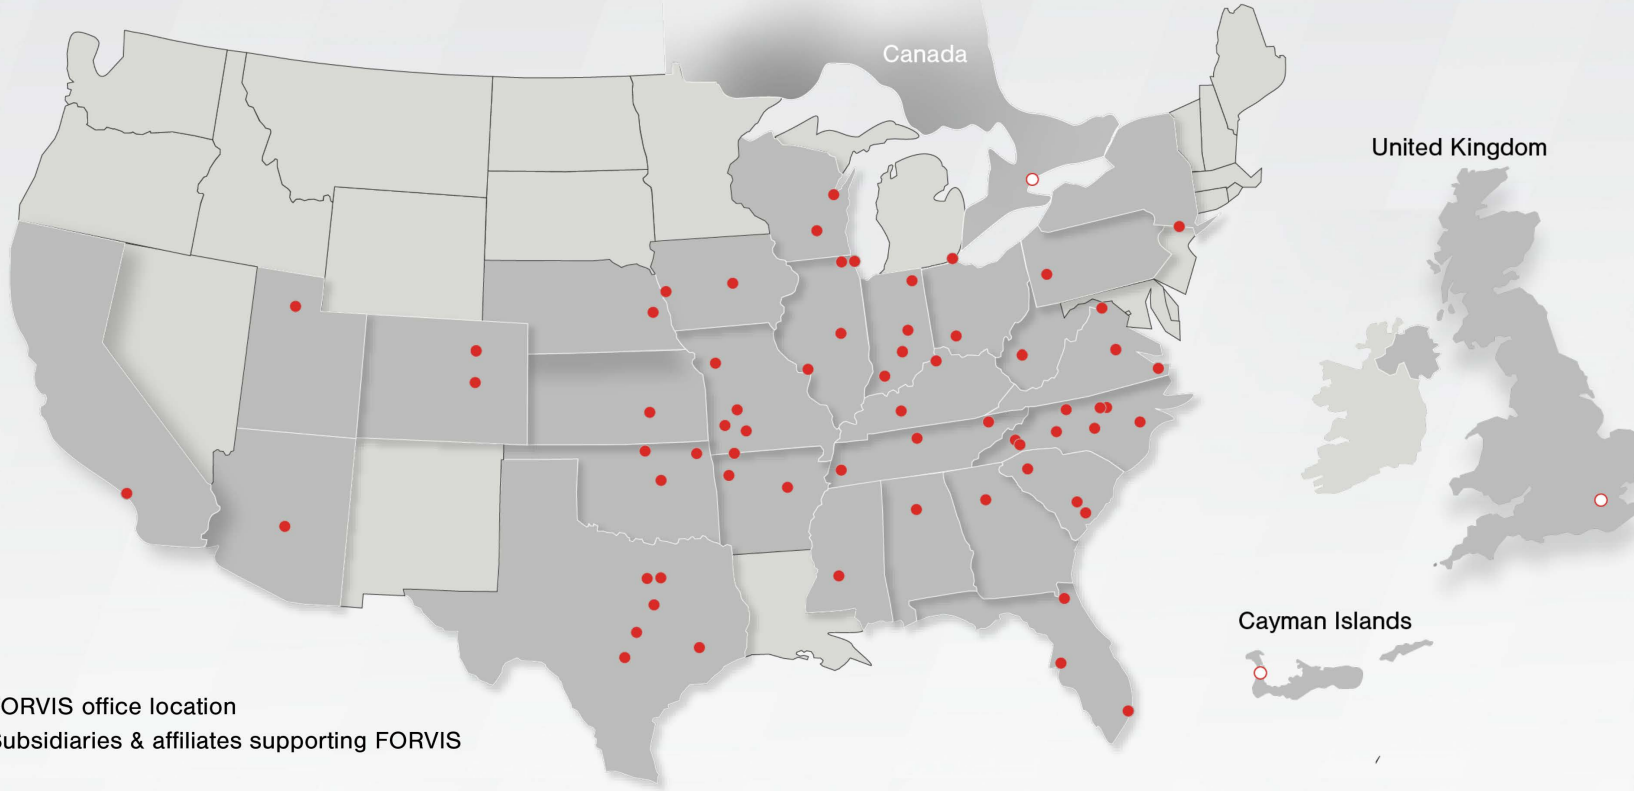 Canada
United Kingdom
Cayman Islands
ORVIS office location
ubsidiaries & affiliates supporting FORVIS